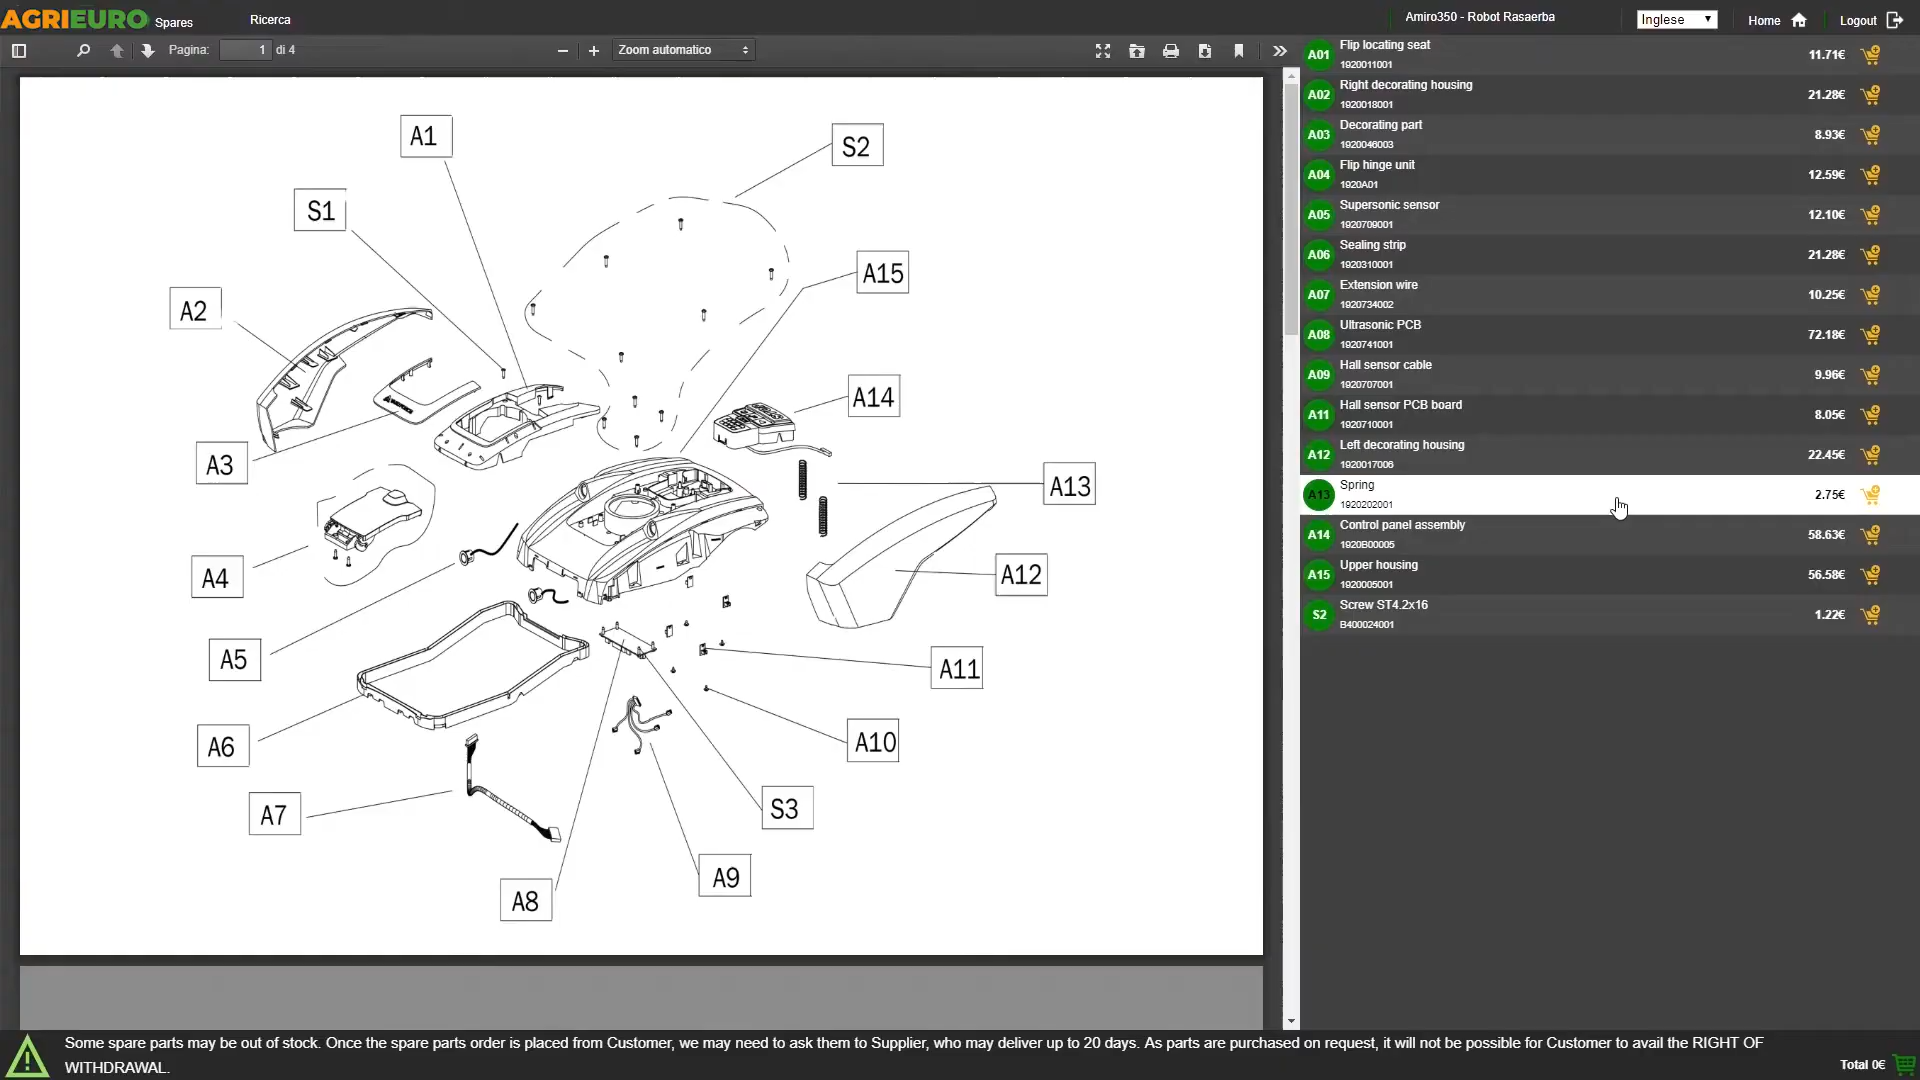 AGRIEURO Spares Ricerca Amiro350 - Robot Rasaerba Inglese Home Logout
Pagina: 1 di 4 Zoom automatico
A1
S2
S1
A15
A2
A14
A3
A13
A4
A12
A5
A11
A6
A10
A7
S3
A9
A8
A01 Flip locating seat 11.71€
1920011001
A02 Right decorating housing 21.28€
1920018001
A03 Decorating part 8.93€
1920046003
A04 Flip hinge unit 12.59€
1920A01
A05 Supersonic sensor 12.10€
1920709001
A06 Sealing strip 21.28€
1920310001
A07 Extension wire 10.25€
1920734002
A08 Ultrasonic PCB 72.18€
1920741001
A09 Hall sensor cable 9.96€
1920707001
A11 Hall sensor PCB board 8.05€
1920710001
A12 Left decorating housing 22.45€
1920017006
A13 Spring 2.75€
1920202001
A14 Control panel assembly 58.63€
1920B00005
A15 Upper housing 56.58€
1920005001
S2 Screw ST4.2x16 1.22€
B400024001
Some spare parts may be out of stock. Once the spare parts order is placed from Customer, we may need to ask them to Supplier, who may deliver up to 20 days. As parts are purchased on request, it will not be possible for Customer to avail the RIGHT OF
WITHDRAWAL.
Total 0€